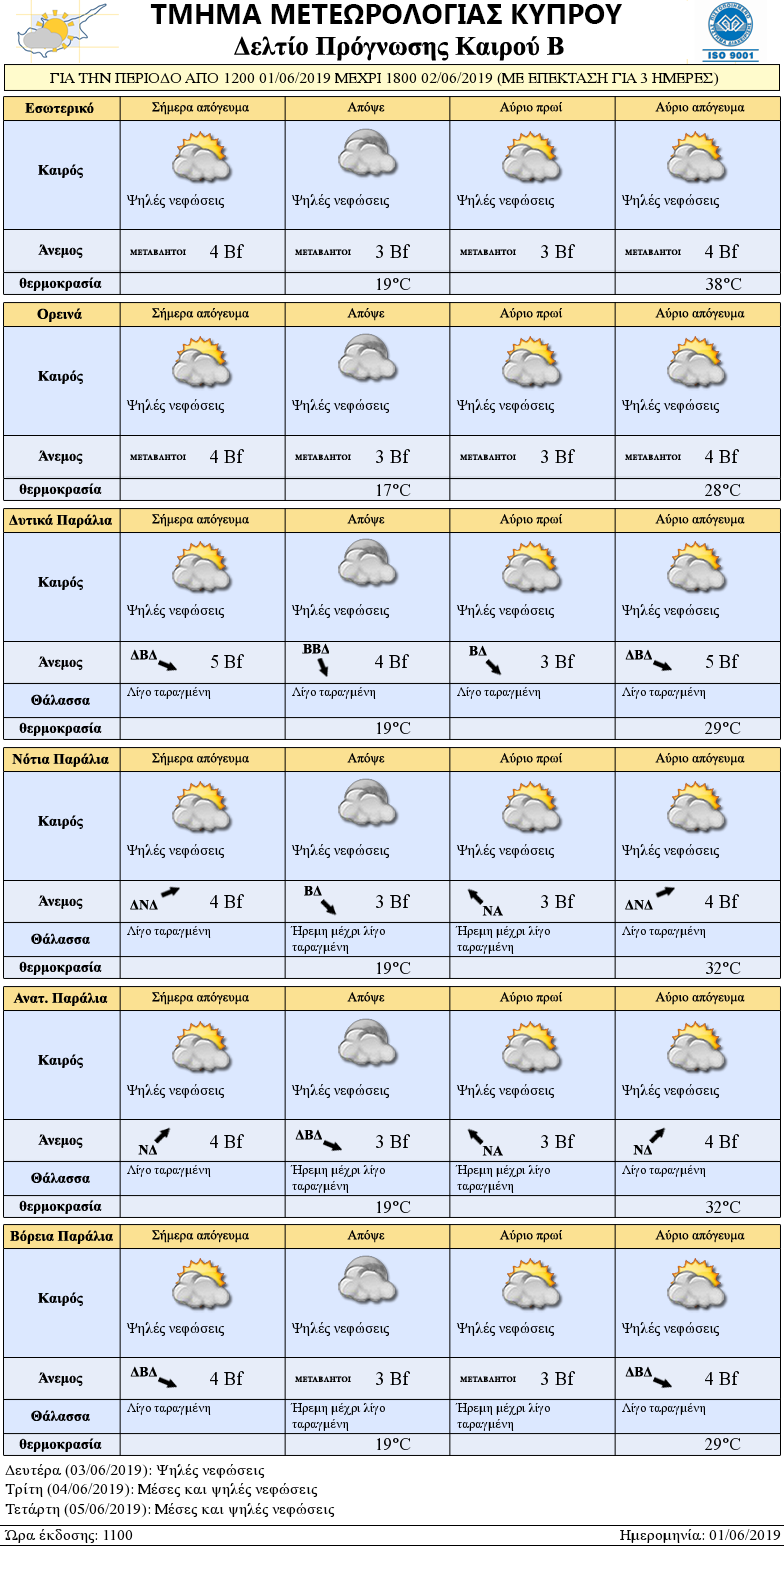 ΤΜΗΜΑ ΜΕΤΕΩΡΟΛΟΓΙΑΣ ΚΥΠΡΟΥ
Δελτίο Πρόγνωσης Καιρού Β
ISO 9001
ΓΙΑ ΤΗΝ ΠΕΡΙΟΔΟ ΑΠΟ 1200 01/06/2019 ΜΕΧΡΙ 1800 02/06/2019 (ΜΕ ΕΠΕΚΤΑΣΗ ΓΙΑ 3 ΗΜΕΡΕΣ)
Εσωτερικό Σήμερα απόγευμα Απόψε Αύριο πρωί Αύριο απόγευμα
Καιρός
Ψηλές νεφώσεις Ψηλές νεφώσεις Ψηλές νεφώσεις Ψηλές νεφώσεις
Άνεμος ΜΕΤΑΒΛΗΤΟΙ 4 Bf ΜΕΤΑΒΛΗΤΟΙ 3 Bf ΜΕΤΑΒΛΗΤΟΙ 3 Bf ΜΕΤΑΒΛΗΤΟΙ 4 Bf
θερμοκρασία 19°C 38°C
Ορεινά Σήμερα απόγευμα Απόψε Αύριο πρωί Αύριο απόγευμα
Καιρός
Ψηλές νεφώσεις Ψηλές νεφώσεις Ψηλές νεφώσεις Ψηλές νεφώσεις
Άνεμος ΜΕΤΑΒΛΗΤΟΙ 4 Bf ΜΕΤΑΒΛΗΤΟΙ 3 Bf ΜΕΤΑΒΛΗΤΟΙ 3 Bf ΜΕΤΑΒΛΗΤΟΙ 4 Bf
θερμοκρασία 17°C 28°C
Δυτικά Παράλια Σήμερα απόγευμα Απόψε Αύριο πρωί Αύριο απόγευμα
Καιρός
Ψηλές νεφώσεις Ψηλές νεφώσεις Ψηλές νεφώσεις Ψηλές νεφώσεις
Άνεμος ΔΒΔ 5 Bf ΒΒΔ 4 Bf ΒΔ 3 Bf ΔΒΔ 5 Bf
Θάλασσα Λίγο ταραγμένη Λίγο ταραγμένη Λίγο ταραγμένη Λίγο ταραγμένη
θερμοκρασία 19°C 29°C
Νότια Παράλια Σήμερα απόγευμα Απόψε Αύριο πρωί Αύριο απόγευμα
Καιρός
Ψηλές νεφώσεις Ψηλές νεφώσεις Ψηλές νεφώσεις Ψηλές νεφώσεις
Άνεμος ΔΝΔ 4 Bf ΒΔ 3 Bf ΝΑ 3 Bf ΔΝΔ 4 Bf
Θάλασσα Λίγο ταραγμένη Ήρεμη μέχρι λίγο ταραγμένη Ήρεμη μέχρι λίγο ταραγμένη Λίγο ταραγμένη
θερμοκρασία 19°C 32°C
Ανατ. Παράλια Σήμερα απόγευμα Απόψε Αύριο πρωί Αύριο απόγευμα
Καιρός
Ψηλές νεφώσεις Ψηλές νεφώσεις Ψηλές νεφώσεις Ψηλές νεφώσεις
Άνεμος ΝΔ 4 Bf ΔΒΔ 3 Bf ΝΑ 3 Bf ΝΔ 4 Bf
Θάλασσα Λίγο ταραγμένη Ήρεμη μέχρι λίγο ταραγμένη Ήρεμη μέχρι λίγο ταραγμένη Λίγο ταραγμένη
θερμοκρασία 19°C 32°C
Βόρεια Παράλια Σήμερα απόγευμα Απόψε Αύριο πρωί Αύριο απόγευμα
Καιρός
Ψηλές νεφώσεις Ψηλές νεφώσεις Ψηλές νεφώσεις Ψηλές νεφώσεις
Άνεμος ΔΒΔ 4 Bf ΜΕΤΑΒΛΗΤΟΙ 3 Bf ΜΕΤΑΒΛΗΤΟΙ 3 Bf ΔΒΔ 4 Bf
Θάλασσα Λίγο ταραγμένη Ήρεμη μέχρι λίγο ταραγμένη Ήρεμη μέχρι λίγο ταραγμένη Λίγο ταραγμένη
θερμοκρασία 19°C 29°C
Δευτέρα (03/06/2019): Ψηλές νεφώσεις
Τρίτη (04/06/2019): Μέσες και ψηλές νεφώσεις
Τετάρτη (05/06/2019): Μέσες και ψηλές νεφώσεις
Ώρα έκδοσης: 1100 Ημερομηνία: 01/06/2019